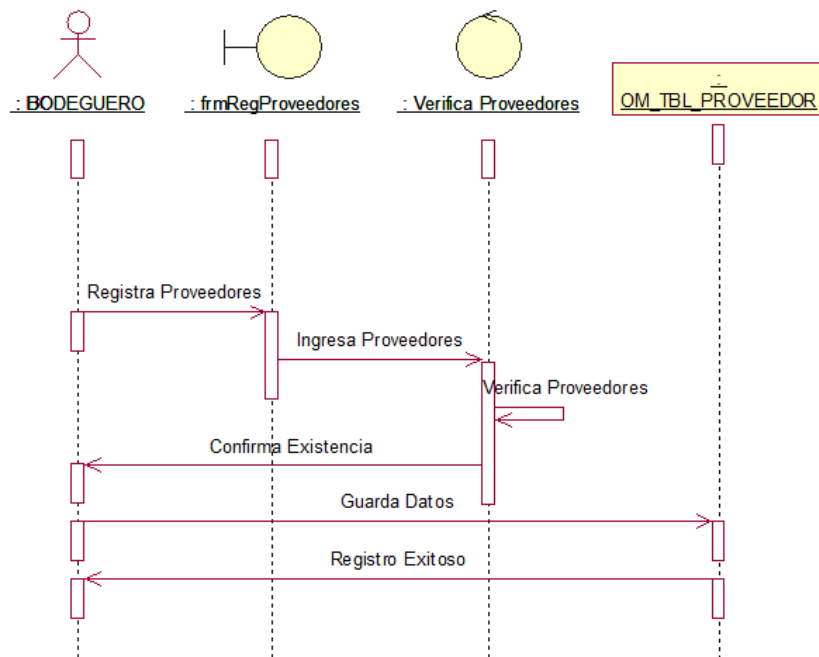 : BODEGUERO
: frmRegProveedores
: Verifica Proveedores
:
OM_TBL_PROVEEDOR
Registra Proveedores
Ingresa Proveedores
Verifica Proveedores
Confirma Existencia
Guarda Datos
Registro Exitoso